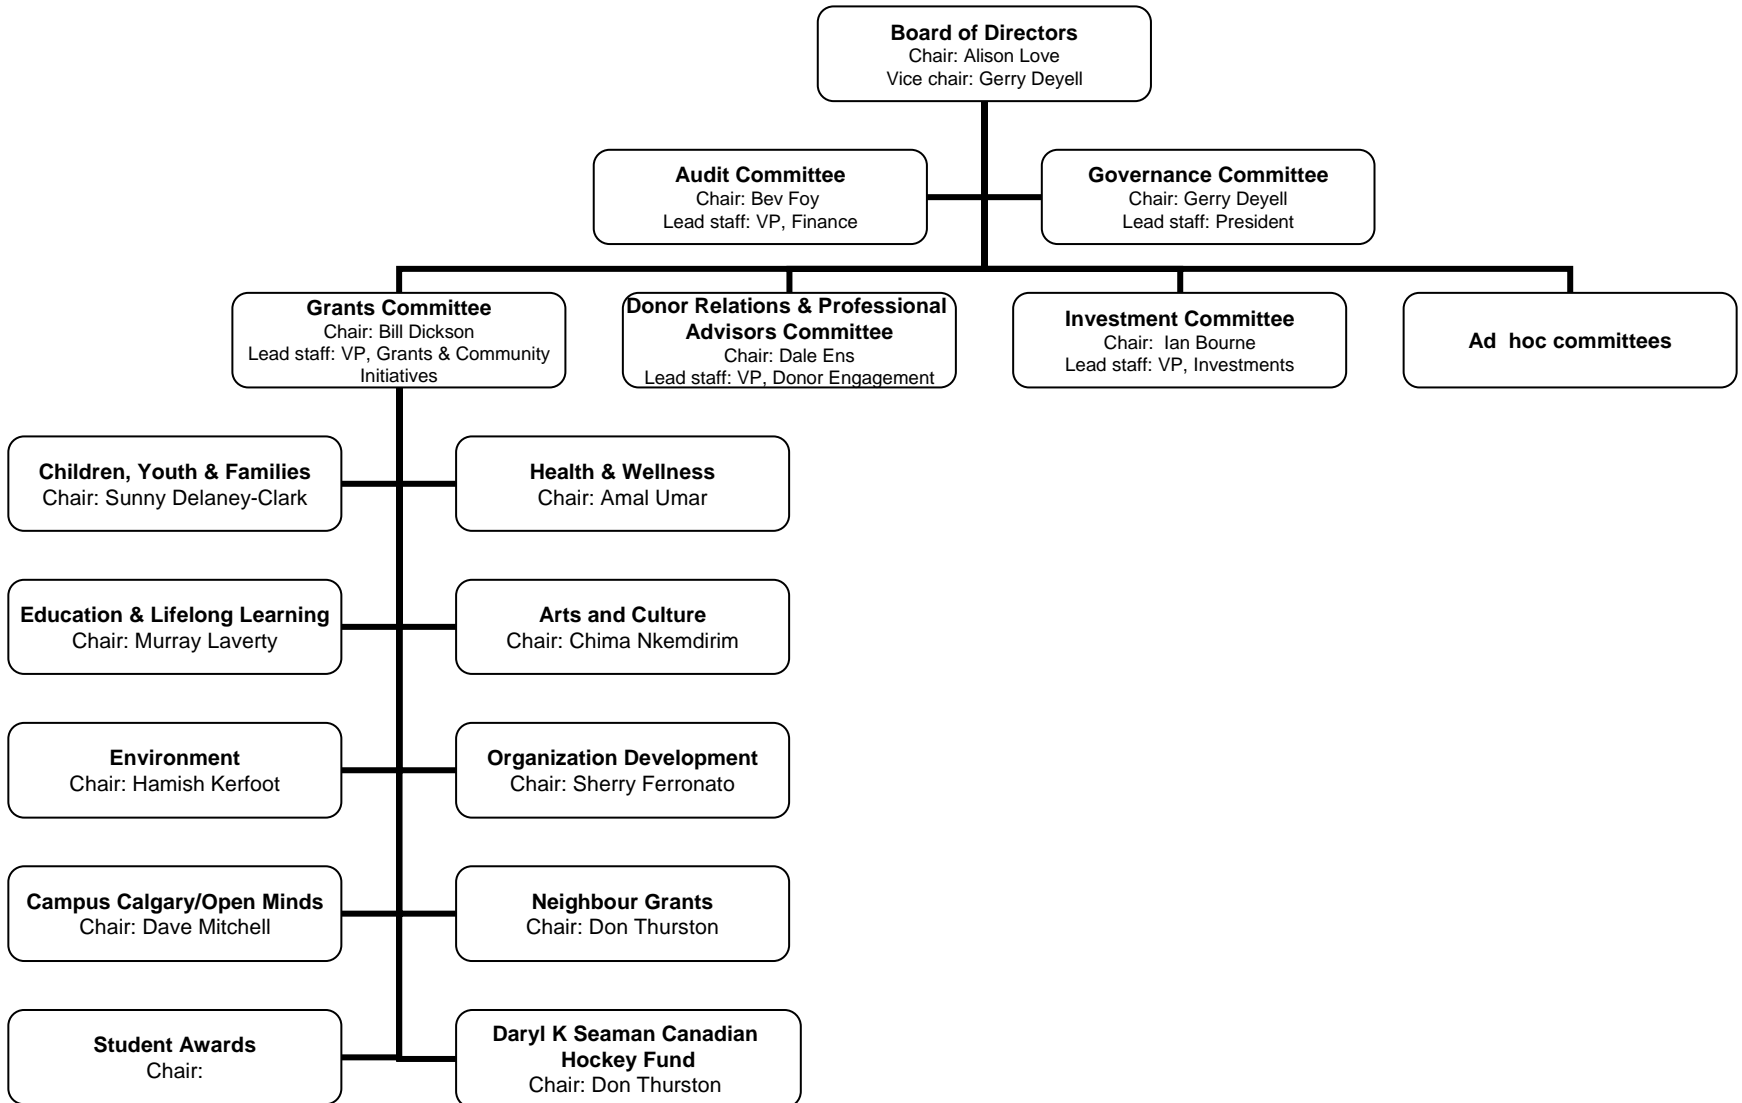 Board of Directors
Chair: Alison Love
Vice chair: Gerry Deyell
Audit Committee
Chair: Bev Foy
Lead staff: VP, Finance
Governance Committee
Chair: Gerry Deyell
Lead staff: President
Grants Committee
Chair: Bill Dickson
Lead staff: VP, Grants & Community
Initiatives
Donor Relations & Professional
Advisors Committee
Chair: Dale Ens
Lead staff: VP, Donor Engagement
Investment Committee
Chair:  Ian Bourne
Lead staff: VP, Investments
Ad  hoc committees
Children, Youth & Families
Chair: Sunny Delaney-Clark
Health & Wellness
Chair: Amal Umar
Education & Lifelong Learning
Chair: Murray Laverty
Arts and Culture
Chair: Chima Nkemdirim
Environment
Chair: Hamish Kerfoot
Organization Development
Chair: Sherry Ferronato
Campus Calgary/Open Minds
Chair: Dave Mitchell
Neighbour Grants
Chair: Don Thurston
Student Awards
Chair:
Daryl K Seaman Canadian
Hockey Fund
Chair: Don Thurston